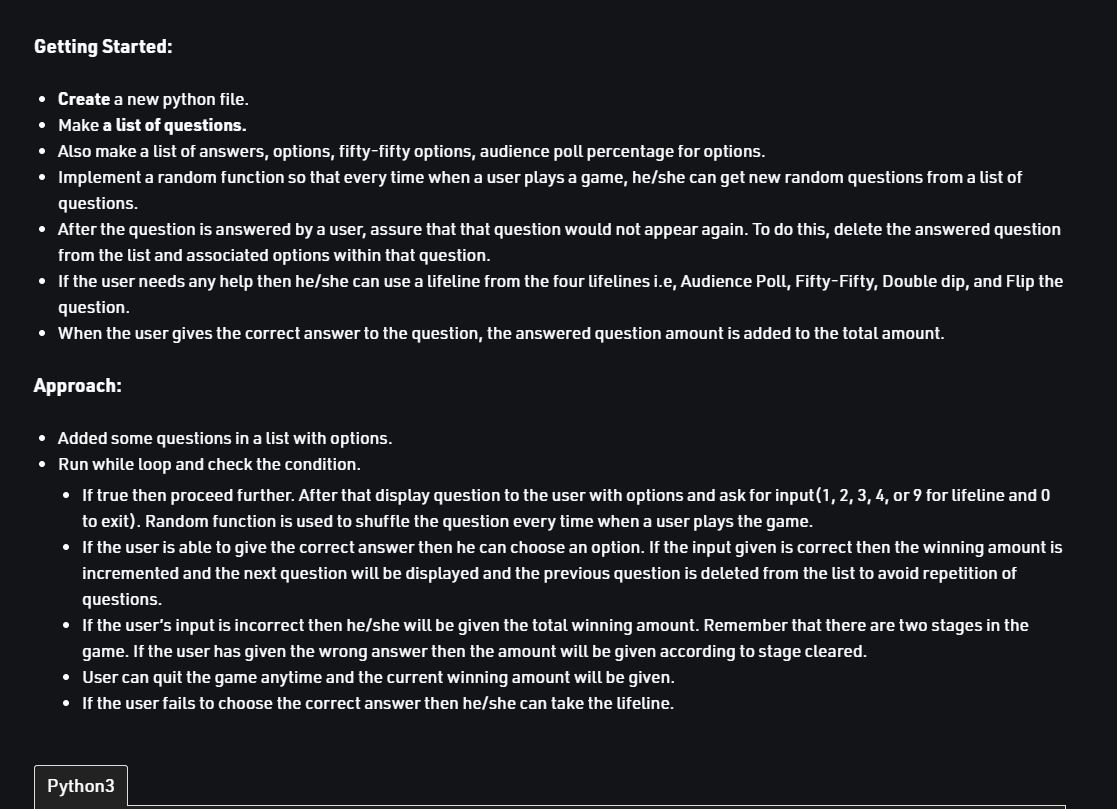 Getting Started:
• Create a new python file.
• Make a list of questions.
• Also make a list of answers, options, fifty-fifty options, audience poll percentage for options.
• Implement a random function so that every time when a user plays a game, he/she can get new random questions from a list of
questions.
• After the question is answered by a user, assure that that question would not appear again. To do this, delete the answered question
from the list and associated options within that question.
• If the user needs any help then he/she can use a lifeline from the four lifelines i.e, Audience Poll, Fifty-Fifty, Double dip, and Flip the
question.
• When the user gives the correct answer to the question, the answered question amount is added to the total amount.
Approach:
• Added some questions in a list with options.
• Run while loop and check the condition.
• If true then proceed further. After that display question to the user with options and ask for input(1, 2, 3, 4, or 9 for lifeline and 0
to exit). Random function is used to shuffle the question every time when a user plays the game.
• If the user is able to give the correct answer then he can choose an option. If the input given is correct then the winning amount is
incremented and the next question will be displayed and the previous question is deleted from the list to avoid repetition of
questions.
• If the user's input is incorrect then he/she will be given the total winning amount. Remember that there are two stages in the
game. If the user has given the wrong answer then the amount will be given according to stage cleared.
• User can quit the game anytime and the current winning amount will be given.
• If the user fails to choose the correct answer then he/she can take the lifeline.
Python3